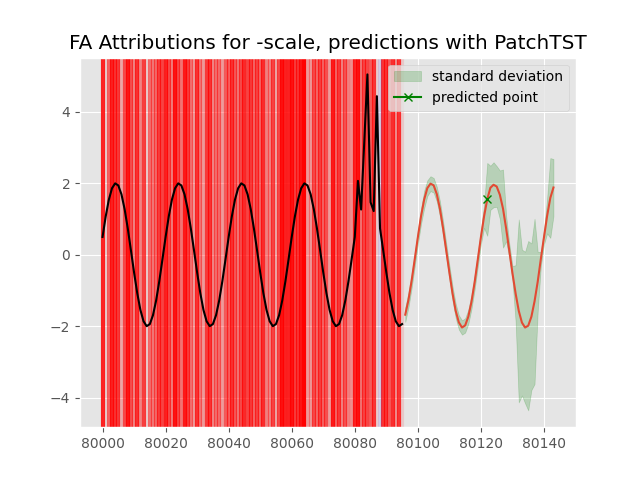 FA Attributions for -scale, predictions with PatchTST
standard deviation
predicted point
4
2
0
−2
−4
80000 80020 80040 80060 80080 80100 80120 80140